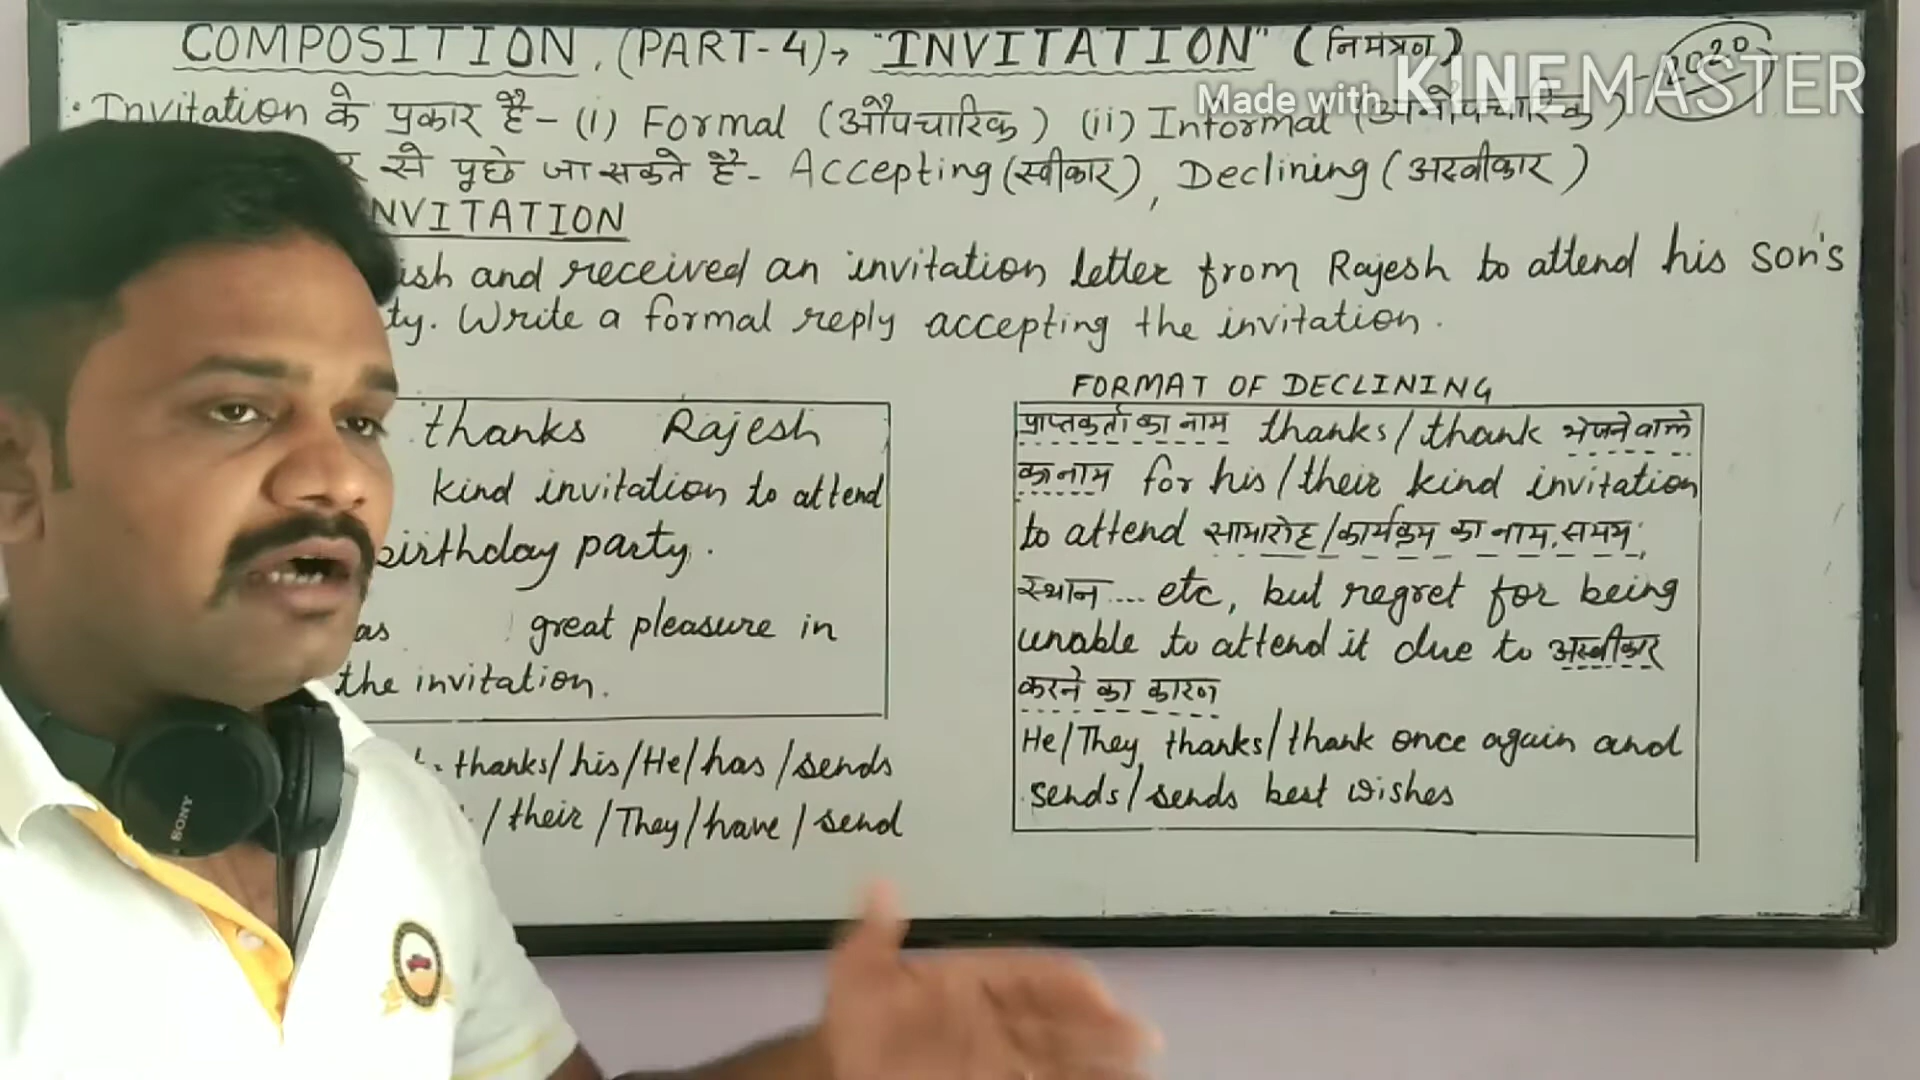 COMPOSITION, (PART-4)→ "INVITATION" (निमंत्रण) 2020
Made with KINEMASTER
• Invitation के प्रकार है - (i) Formal (औपचारिक) (ii) Informal (अनौपचारिक)
से पूछे जा सकते है - Accepting (स्वीकार), Declining (अस्वीकार)
NVITATION
ish and received an invitation letter from Rajesh to attend his son's
ty. Write a formal reply accepting the invitation.
thanks Rajesh
kind invitation to attend
birthday party.
as great pleasure in
the invitation.
thanks/his/He/has/sends
/their/They/have/send
FORMAT OF DECLINING
प्राप्तकर्ता का नाम thanks/thank भेजने वाले
का नाम for his/their kind invitation
to attend सामारोह/कार्यक्रम का नाम, समय,
स्थान .... etc, but regret for being
unable to attend it due to अस्वीकार
करने का कारण
He/They thanks/thank once again and
sends/sends best wishes
SONY